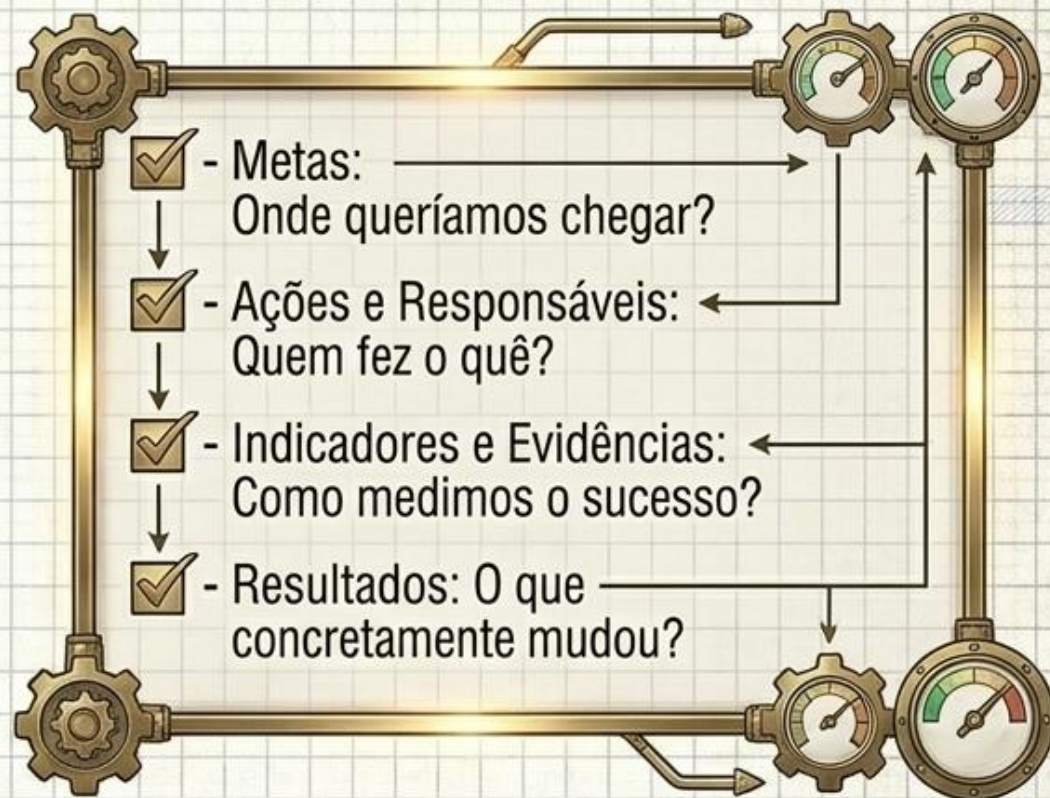 - Metas:
Onde queríamos chegar?
- Ações e Responsáveis:
Quem fez o quê?
- Indicadores e Evidências:
Como medimos o sucesso?
- Resultados: O que
concretamente mudou?